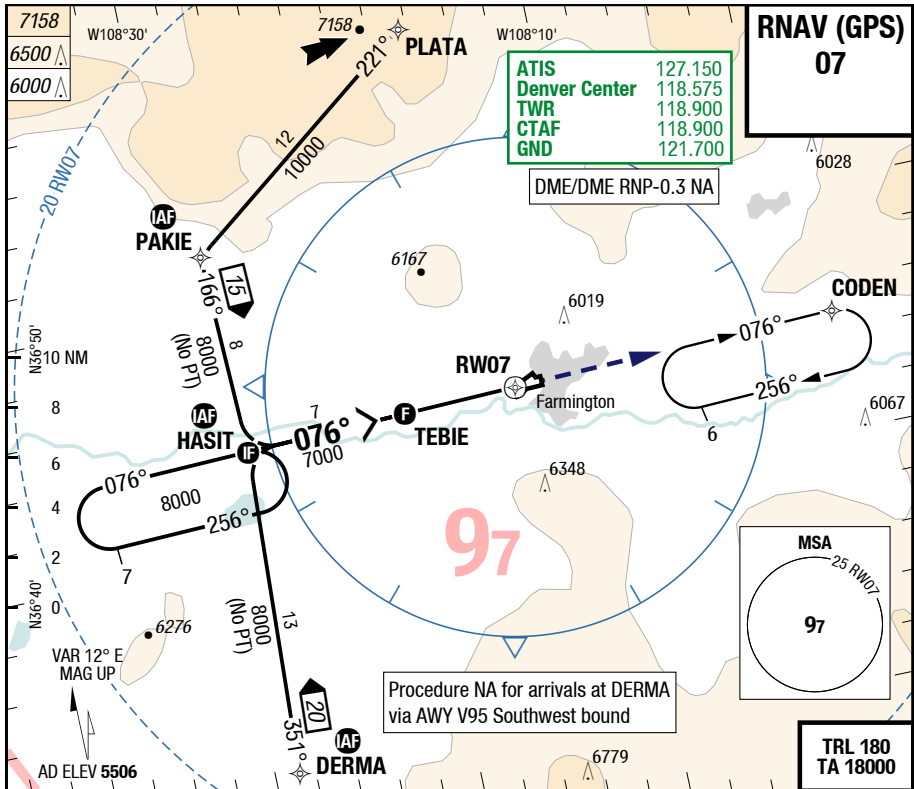 7158
6500
6000
W108°30'
7158
PLATA
221°
W108°10'
RNAV (GPS)
07
ATIS 127.150
Denver Center 118.575
TWR 118.900
CTAF 118.900
GND 121.700
6028
DME/DME RNP-0.3 NA
20 RW07
12
10000
IAF
PAKIE
15
166°
8
8000
(No PT)
6167
6019
CODEN
076°
256°
6
6067
N36°50'
10 NM
8
6
4
2
0
N36°40'
RW07
Farmington
IAF
HASIT
IF
7
076°
7000
F
TEBIE
076°
8000
256°
7
6348
97
MSA
25 RW07
97
6276
13
8000
(No PT)
VAR 12° E
MAG UP
AD ELEV 5506
20
351°
IAF
DERMA
Procedure NA for arrivals at DERMA
via AWY V95 Southwest bound
6779
TRL 180
TA 18000